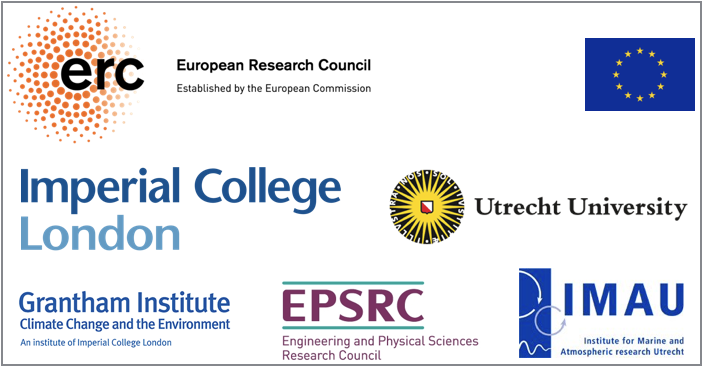 erc
European Research Council
Established by the European Commission
Imperial College
London
Utrecht University
Grantham Institute
Climate Change and the Environment
An institute of Imperial College London
EPSRC
Engineering and Physical Sciences
Research Council
IMAU
Institute for Marine and
Atmospheric research Utrecht